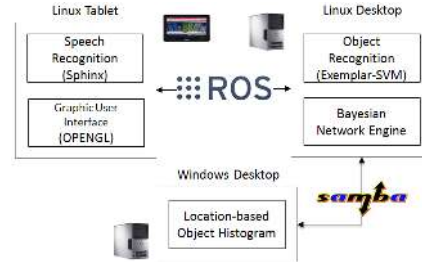 Linux Tablet
Linux Desktop
Speech
Recognition
(Sphinx)
Graphic User
Interface
(OPENGL)
ROS
Object
Recognition
(Exemplar-SVM)
Bayesian
Network Engine
Windows Desktop
samba
Location-based
Object Histogram